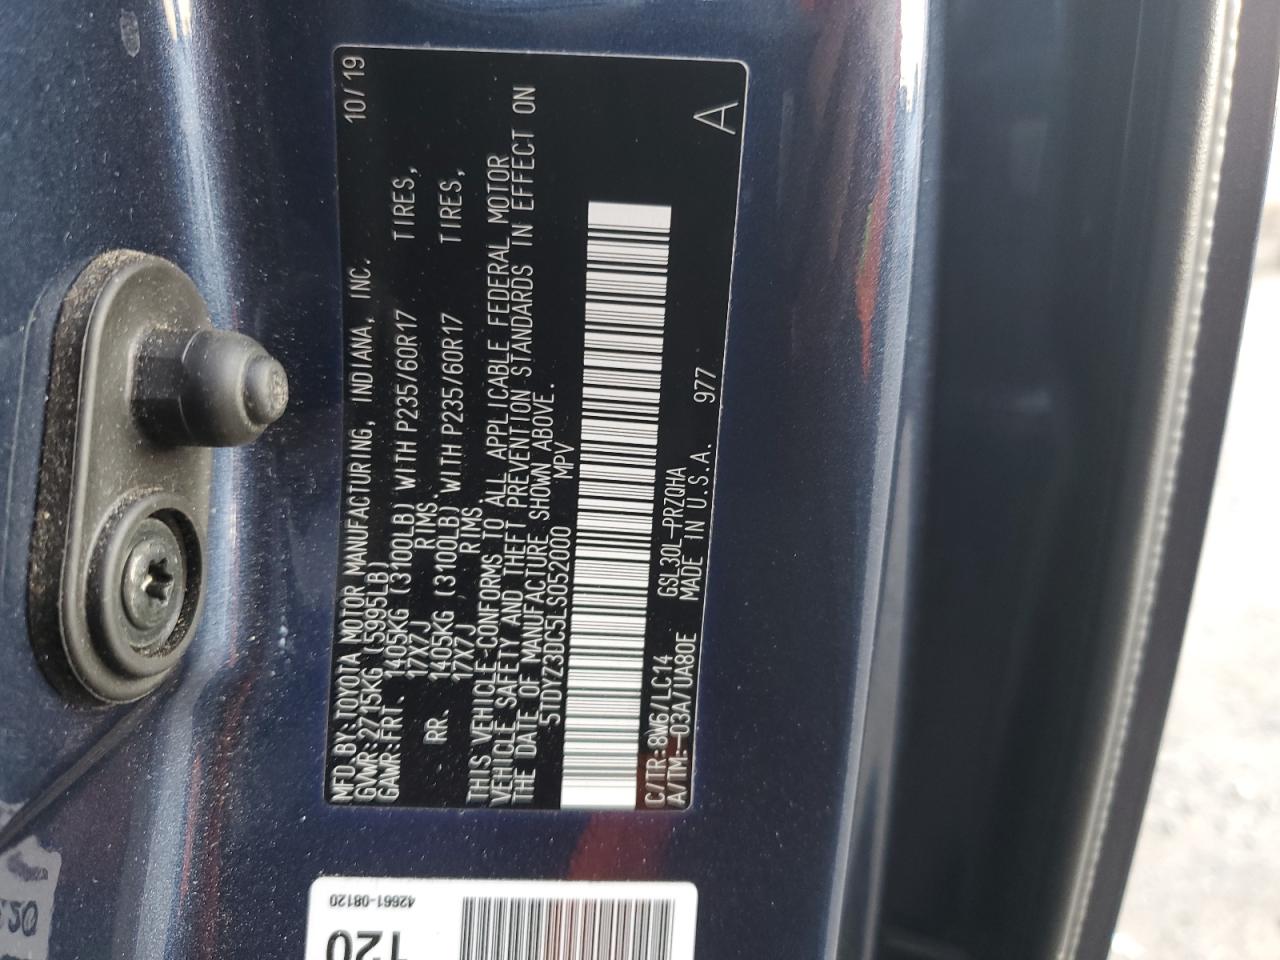 MFD.BY:TOYOTA MOTOR MANUFACTURING, INDIANA, INC. 10/19
GVWR:2715KG (5995LB)
GAWR:FRT. 1405KG (3100LB) WITH P235/60R17 TIRES,
17X7J RIMS
RR. 1405KG (3100LB) WITH P235/60R17 TIRES,
17X7J RIMS
THIS VEHICLE CONFORMS TO ALL APPLICABLE FEDERAL MOTOR
VEHICLE SAFETY AND THEFT PREVENTION STANDARDS IN EFFECT ON
THE DATE OF MANUFACTURE SHOWN ABOVE.
5TDYZ3DC5LS052000 MPV
C/TR:8W6/LC14 GSL30L-PRZQHA
A/TM:-03A/UA80E MADE IN U.S.A. 977
A
42661-08120
120